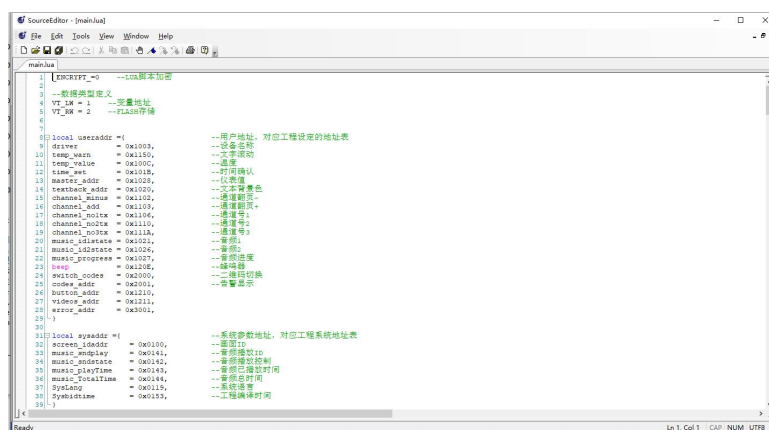 SourceEditor - [main.lua]
File Edit Tools View Window Help
main.lua
1 _ENCRYPT_=0 --LUA脚本加密
2
3 --数据类型定义
4 VT_LW = 1 --变量地址
5 VT_RW = 2 --FLASH存储
6
7
8 local useraddr ={ --用户地址，对应工程设定的地址表
9 driver = 0x1003, --设备名称
10 temp_warn = 0x1150, --文字滚动
11 temp_value = 0x100C, --温度
12 time_set = 0x101B, --时间确认
13 master_addr = 0x1028, --仪表值
14 textback_addr = 0x1020, --文本背景色
15 channel_minus = 0x1102, --通道翻页-
16 channel_add = 0x1103, --通道翻页+
17 channel_no1tx = 0x1106, --通道号1
18 channel_no2tx = 0x1110, --通道号2
19 channel_no3tx = 0x111A, --通道号3
20 music_id1state = 0x1021, --音频1
21 music_id2state = 0x1026, --音频2
22 music_progress = 0x1027, --音频进度
23 beep = 0x120E, --蜂鸣器
24 switch_codes = 0x2000, --二维码切换
25 codes_addr = 0x2001, --告警显示
26 button_addr = 0x1210,
27 videos_addr = 0x1211,
28 error_addr = 0x3001,
29 }
30
31 local sysaddr ={ --系统参数地址，对应工程系统地址表
32 screen_idaddr = 0x0100, --画面ID
33 music_sndplay = 0x0141, --音频播放ID
34 music_sndstate = 0x0142, --音频播放控制
35 music_playTime = 0x0143, --音频已播放时间
36 music_TotalTime = 0x0144, --音频总时间
37 SysLang = 0x0119, --系统语言
38 Sysbidtime = 0x0153, --工程编译时间
39 }
Ready Ln 1, Col 1 CAP NUM UTF8